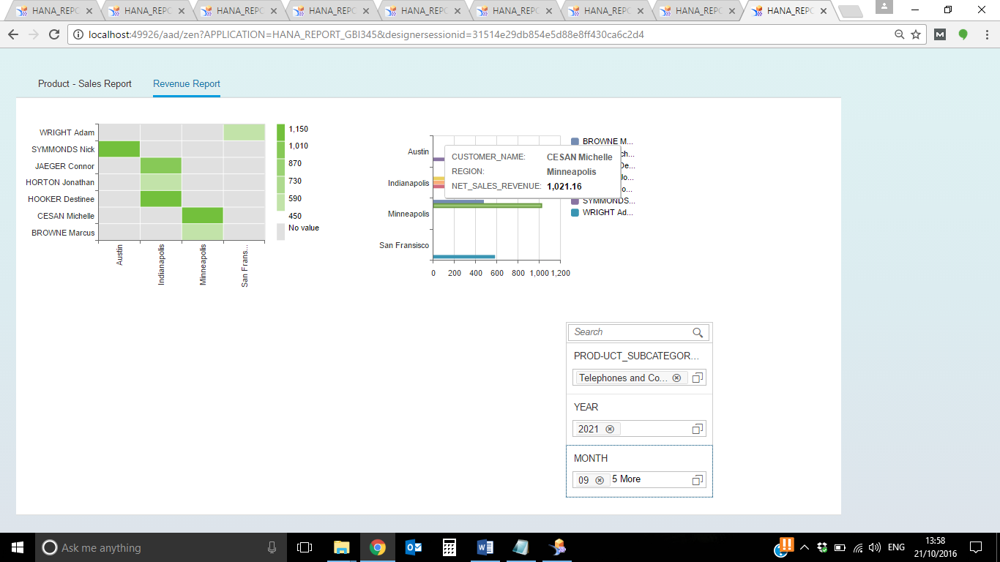 HANA_REPC HANA_REPC HANA_REPC HANA_REPC HANA_REPC HANA_REPC HANA_REPC HANA_REPC HANA_REPC
localhost:49926/aad/zen?APPLICATION=HANA_REPORT_GBI345&designersessionid=31514e29db854e5d88e8ff430ca6c2d4
Product - Sales Report Revenue Report
WRIGHT Adam
SYMMONDS Nick
JAEGER Connor
HORTON Jonathan
HOOKER Destinee
CESAN Michelle
BROWNE Marcus
Austin
Indianapolis
Minneapolis
San Frans...
1,150
1,010
870
730
590
450
No value
Austin
Indianapolis
Minneapolis
San Fransisco
0 200 400 600 800 1,000 1,200
CUSTOMER_NAME: CESAN Michelle
REGION: Minneapolis
NET_SALES_REVENUE: 1,021.16
BROWNE M...
ch...
De...
Jo...
o...
SYMMONDS...
WRIGHT Ad...
Search
PROD-UCT_SUBCATEGOR...
Telephones and Co...
YEAR
2021
MONTH
09 5 More
Ask me anything
ENG
13:58
21/10/2016